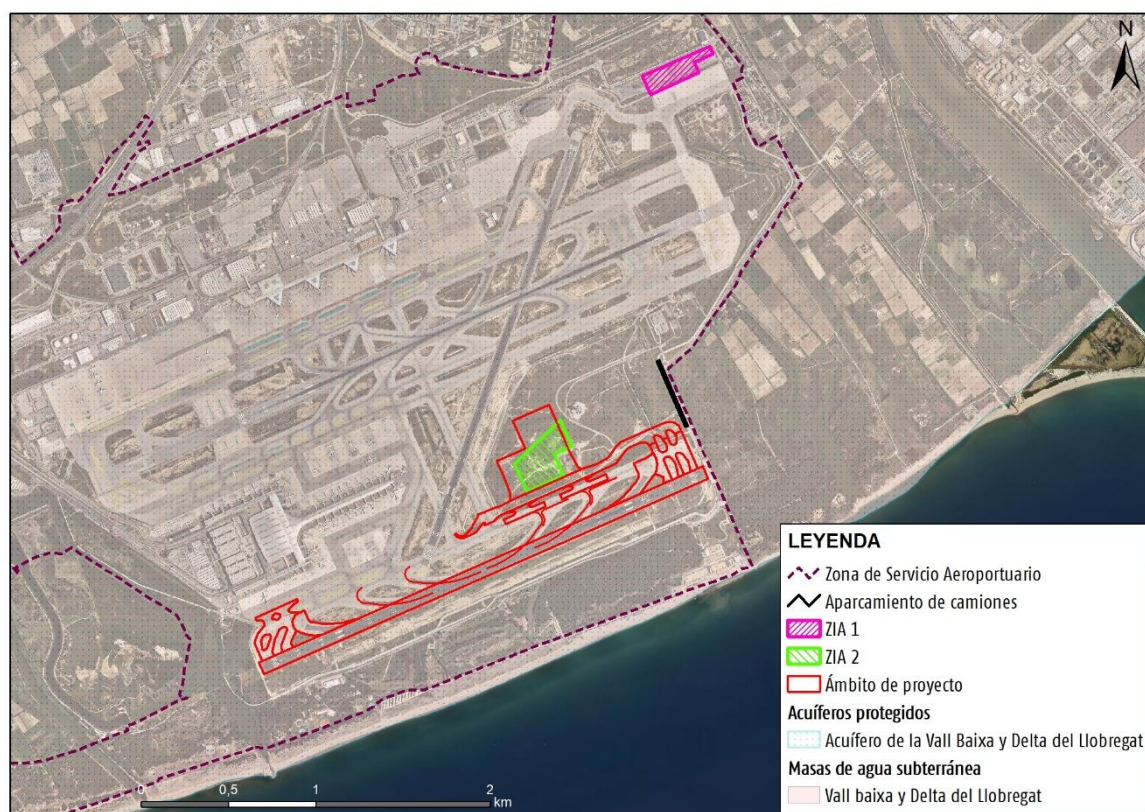 N
LEYENDA
Zona de Servicio Aeroportuario
Aparcamiento de camiones
ZIA 1
ZIA 2
Ámbito de proyecto
Acuíferos protegidos
Acuífero de la Vall Baixa y Delta del Llobregat
Masas de agua subterránea
Vall baixa y Delta del Llobregat
0 0,5 1 2
km